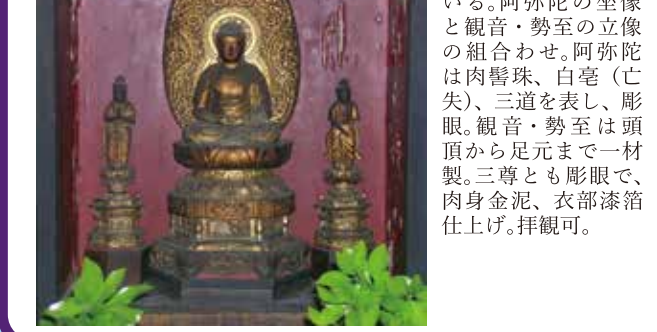 いる。阿弥陀の坐像
と観音・勢至の立像
の組合わせ。阿弥陀
は肉髻珠、白亳（亡
失）、三道を表し、彫
眼。観音・勢至は頭
頂から足元まで一材
製。三尊とも彫眼で、
肉身金泥、衣部漆箔
仕上げ。拝観可。